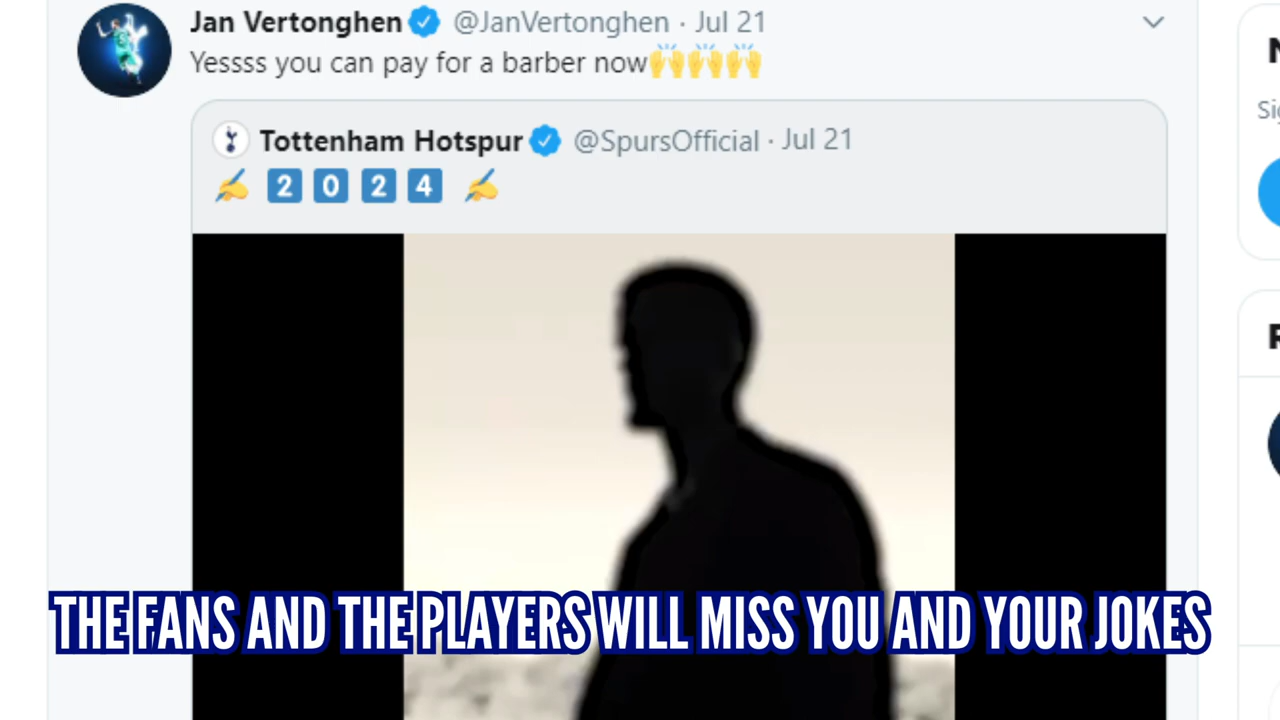 Jan Vertonghen @JanVertonghen · Jul 21
Yessss you can pay for a barber now🙌🙌🙌
Tottenham Hotspur @SpursOfficial · Jul 21
✍️ 2️⃣ 0️⃣ 2️⃣ 4️⃣ ✍️
THE FANS AND THE PLAYERS WILL MISS YOU AND YOUR JOKES